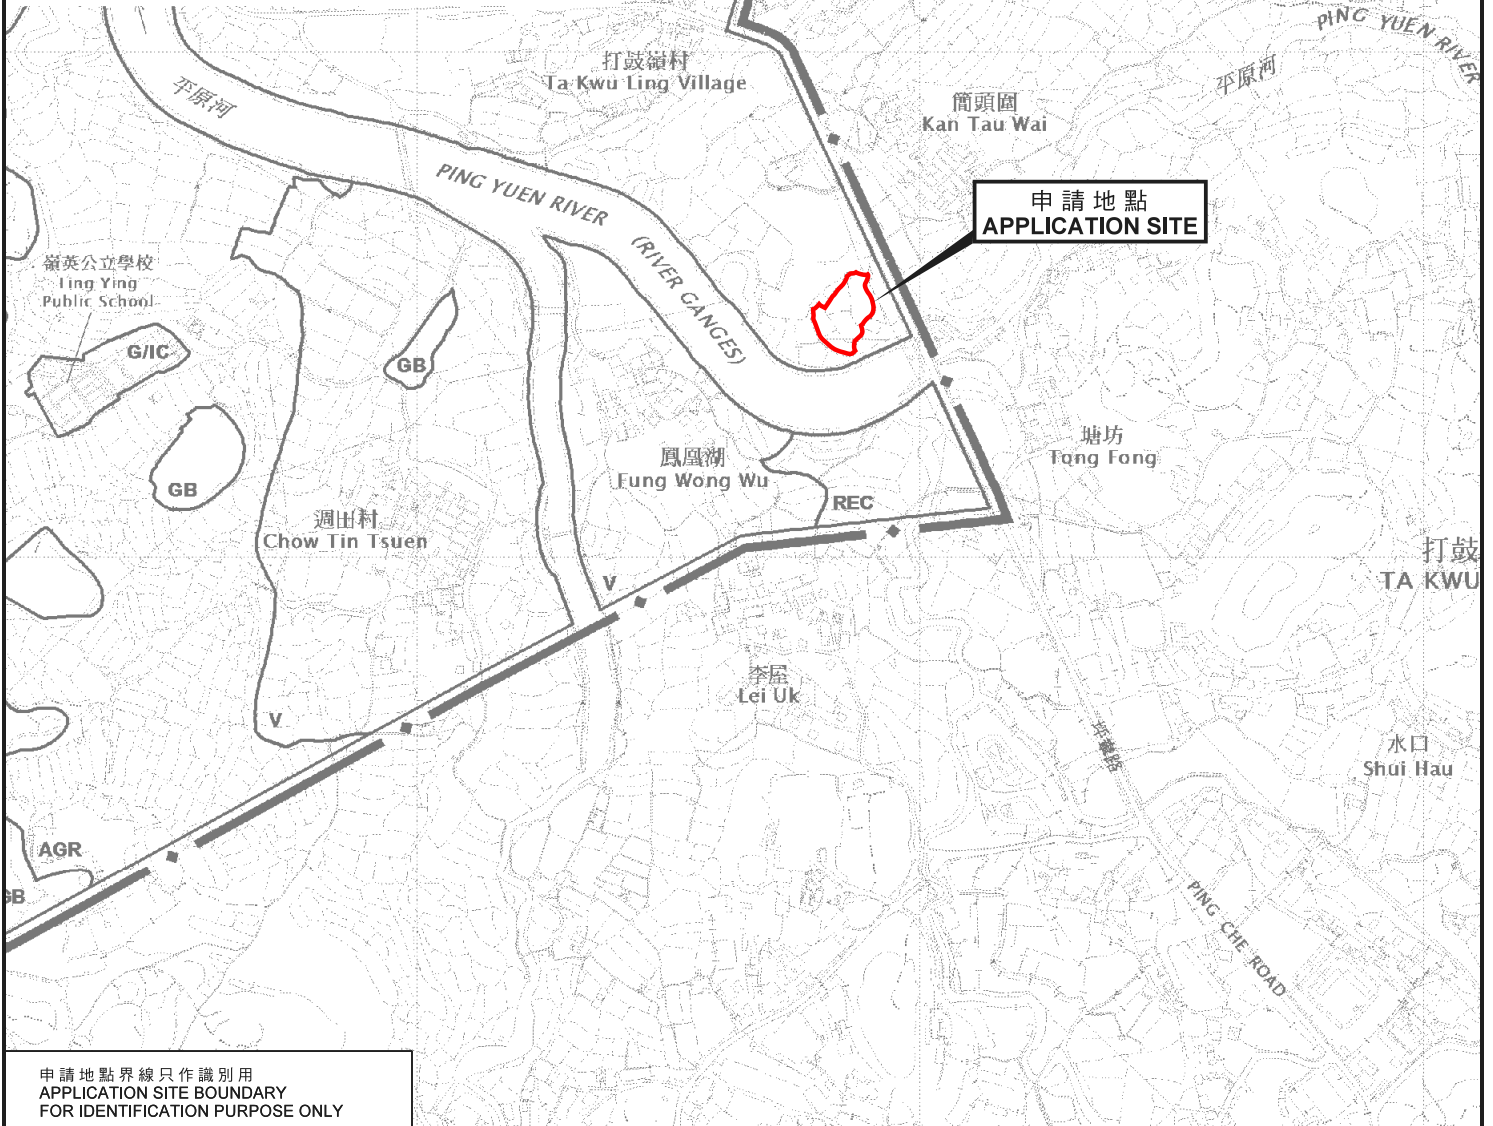 PING YUEN RIVER
平原河
打鼓嶺村
Ta Kwu Ling Village
平原河
簡頭圍
Kan Tau Wai
PING YUEN RIVER
(RIVER GANGES)
申請地點
APPLICATION SITE
嶺英公立學校
Ling Ying
Public School
G/IC
GB
GB
鳳凰湖
Fung Wong Wu
塘坊
Tong Fong
REC
週田村
Chow Tin Tsuen
打鼓
TA KWU
V
李屋
Lei Uk
V
坪輋路
水口
Shui Hau
AGR
GB
PING CHE ROAD
申請地點界線只作識別用
APPLICATION SITE BOUNDARY
FOR IDENTIFICATION PURPOSE ONLY